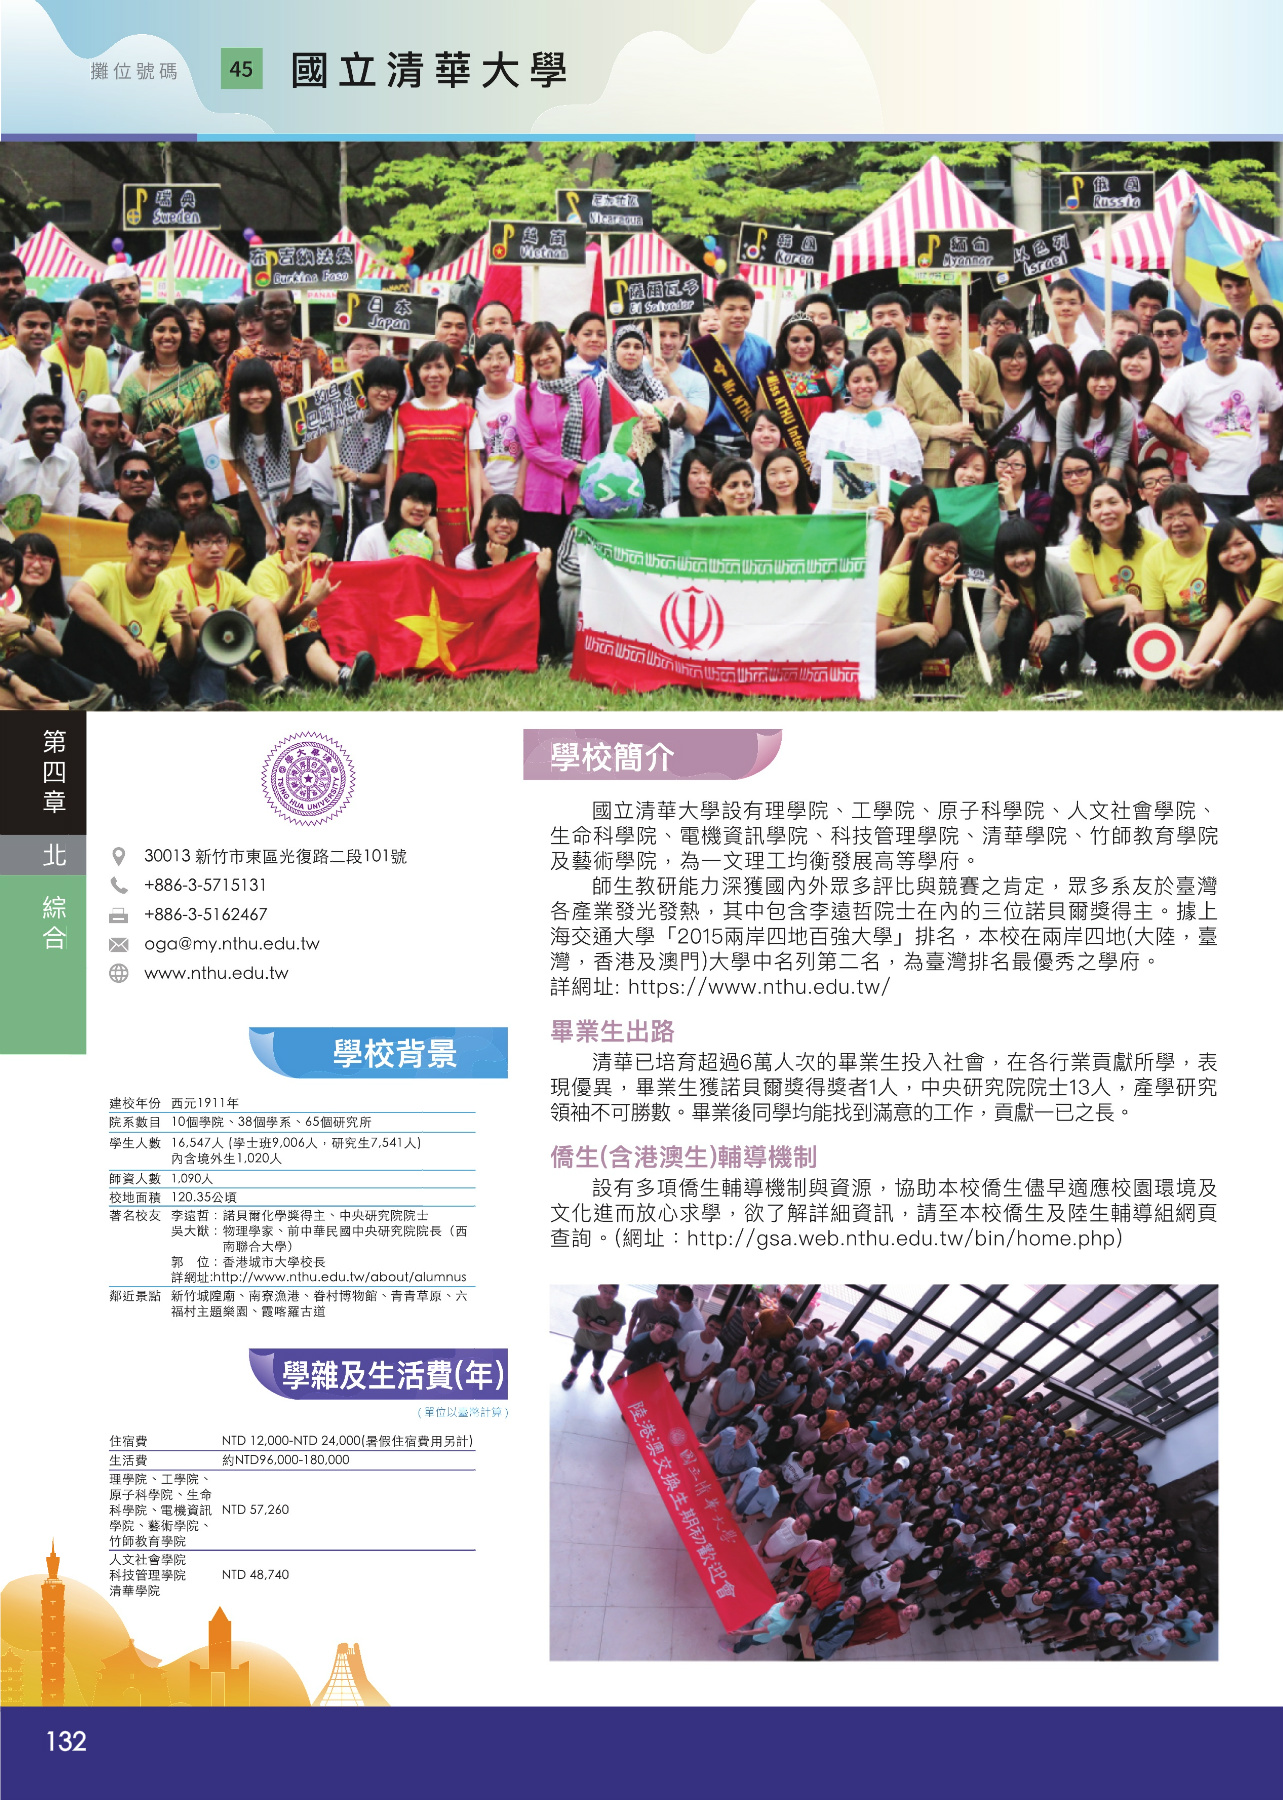 攤位號碼 45 國立清華大學
瑞典
Sweden
尼加拉瓜
Nicaragua
俄國
Russia
越南
Vietnam
韓國
Korea
緬甸
Myanmar
以色列
Israel
布吉納法索
Burkina Faso
薩爾瓦多
El Salvador
日本
Japan
Mr. NTHU
Miss NTHU Internati
第四章
北
綜合
清華大學
TSING HUA UNIVERSITY
30013 新竹市東區光復路二段101號
+886-3-5715131
+886-3-5162467
oga@my.nthu.edu.tw
www.nthu.edu.tw
學校背景
建校年份 西元1911年
院系數目 10個學院、38個學系、65個研究所
學生人數 16,547人 (學士班9,006人，研究生7,541人)
內含境外生1,020人
師資人數 1,090人
校地面積 120.35公頃
著名校友 李遠哲：諾貝爾化學獎得主、中央研究院院士
吳大猷：物理學家、前中華民國中央研究院院長（西
南聯合大學）
郭　位：香港城市大學校長
詳網址:http://www.nthu.edu.tw/about/alumnus
鄰近景點 新竹城隍廟、南寮漁港、眷村博物館、青青草原、六
福村主題樂園、霞喀羅古道
學雜及生活費(年)
（單位以臺幣計算）
住宿費 NTD 12,000-NTD 24,000(暑假住宿費用另計)
生活費 約NTD96,000-180,000
理學院、工學院、
原子科學院、生命
科學院、電機資訊 NTD 57,260
學院、藝術學院、
竹師教育學院
人文社會學院
科技管理學院 NTD 48,740
清華學院
學校簡介
國立清華大學設有理學院、工學院、原子科學院、人文社會學院、
生命科學院、電機資訊學院、科技管理學院、清華學院、竹師教育學院
及藝術學院，為一文理工均衡發展高等學府。
師生教研能力深獲國內外眾多評比與競賽之肯定，眾多系友於臺灣
各產業發光發熱，其中包含李遠哲院士在內的三位諾貝爾獎得主。據上
海交通大學「2015兩岸四地百強大學」排名，本校在兩岸四地(大陸，臺
灣，香港及澳門)大學中名列第二名，為臺灣排名最優秀之學府。
詳網址: https://www.nthu.edu.tw/
畢業生出路
清華已培育超過6萬人次的畢業生投入社會，在各行業貢獻所學，表
現優異，畢業生獲諾貝爾獎得獎者1人，中央研究院院士13人，產學研究
領袖不可勝數。畢業後同學均能找到滿意的工作，貢獻一已之長。
僑生(含港澳生)輔導機制
設有多項僑生輔導機制與資源，協助本校僑生儘早適應校園環境及
文化進而放心求學，欲了解詳細資訊，請至本校僑生及陸生輔導組網頁
查詢。(網址：http://gsa.web.nthu.edu.tw/bin/home.php)
國立清華大學
陸港澳交換生期初歡迎會
132